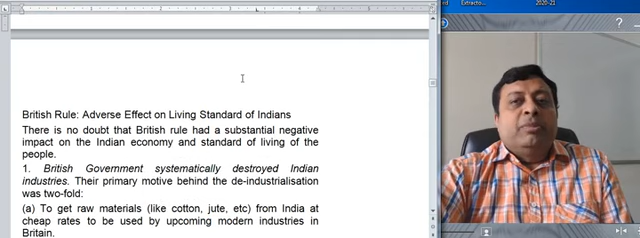 ed
Extracto...
2020-21
British Rule: Adverse Effect on Living Standard of Indians
There is no doubt that British rule had a substantial negative
impact on the Indian economy and standard of living of the
people.
1. British Government systematically destroyed Indian
industries. Their primary motive behind the de-industrialisation
was two-fold:
(a) To get raw materials (like cotton, jute, etc) from India at
cheap rates to be used by upcoming modern industries in
Britain.